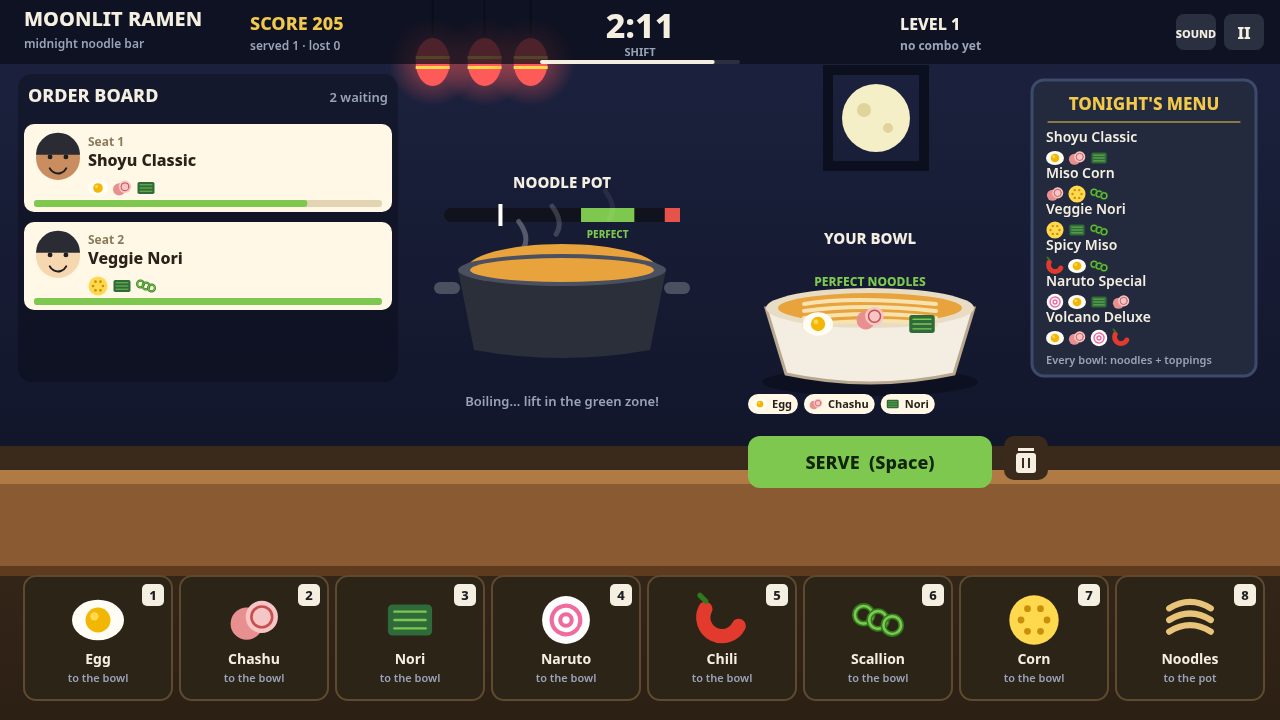 MOONLIT RAMEN
midnight noodle bar
SCORE 205
served 1 · lost 0
2:11
SHIFT
LEVEL 1
no combo yet
SOUND
II
ORDER BOARD
2 waiting
Seat 1
Shoyu Classic
Seat 2
Veggie Nori
NOODLE POT
PERFECT
Boiling... lift in the green zone!
YOUR BOWL
PERFECT NOODLES
Egg
Chashu
Nori
SERVE (Space)
TONIGHT'S MENU
Shoyu Classic
Miso Corn
Veggie Nori
Spicy Miso
Naruto Special
Volcano Deluxe
Every bowl: noodles + toppings
1
Egg
to the bowl
2
Chashu
to the bowl
3
Nori
to the bowl
4
Naruto
to the bowl
5
Chili
to the bowl
6
Scallion
to the bowl
7
Corn
to the bowl
8
Noodles
to the pot